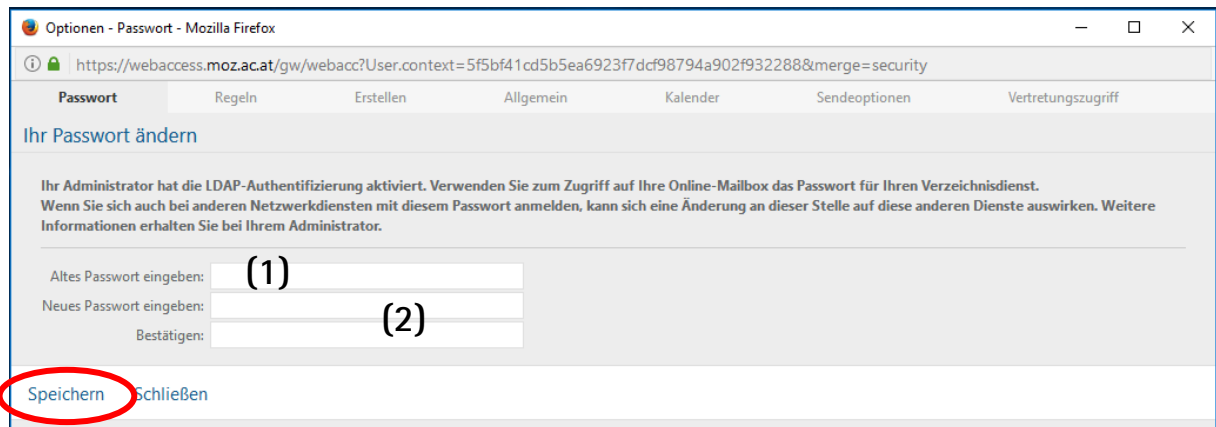 Optionen - Passwort - Mozilla Firefox
https://webaccess.moz.ac.at/gw/webacc?User.context=5f5bf41cd5b5ea6923f7dcf98794a902f932288&merge=security
Passwort Regeln Erstellen Allgemein Kalender Sendeoptionen Vertretungszugriff
Ihr Passwort ändern
Ihr Administrator hat die LDAP-Authentifizierung aktiviert. Verwenden Sie zum Zugriff auf Ihre Online-Mailbox das Passwort für Ihren Verzeichnisdienst.
Wenn Sie sich auch bei anderen Netzwerkdiensten mit diesem Passwort anmelden, kann sich eine Änderung an dieser Stelle auf diese anderen Dienste auswirken. Weitere
Informationen erhalten Sie bei Ihrem Administrator.
Altes Passwort eingeben: (1)
Neues Passwort eingeben:
(2)
Bestätigen:
Speichern Schließen